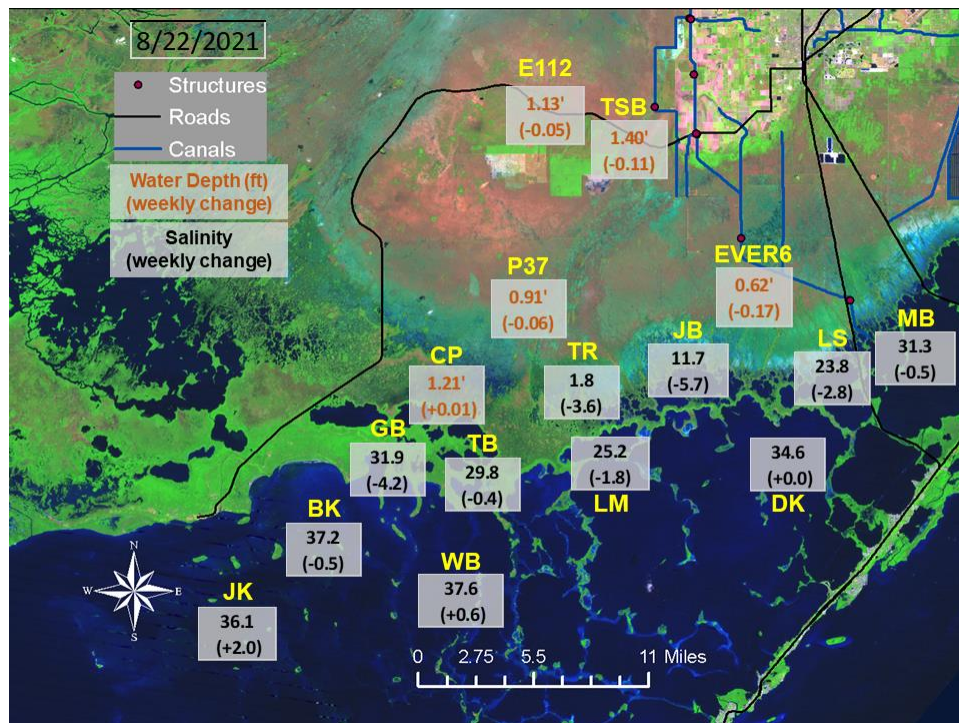 8/22/2021
Structures
Roads
Canals
Water Depth (ft)
(weekly change)
Salinity
(weekly change)
E112
1.13'
(-0.05)
TSB
1.40'
(-0.11)
P37
0.91'
(-0.06)
EVER6
0.62'
(-0.17)
CP
1.21'
(+0.01)
TR
1.8
(-3.6)
JB
11.7
(-5.7)
LS
23.8
(-2.8)
MB
31.3
(-0.5)
GB
31.9
(-4.2)
TB
29.8
(-0.4)
25.2
(-1.8)
LM
34.6
(+0.0)
DK
BK
37.2
(-0.5)
WB
37.6
(+0.6)
JK
36.1
(+2.0)
N
W
E
S
0 2.75 5.5 11 Miles